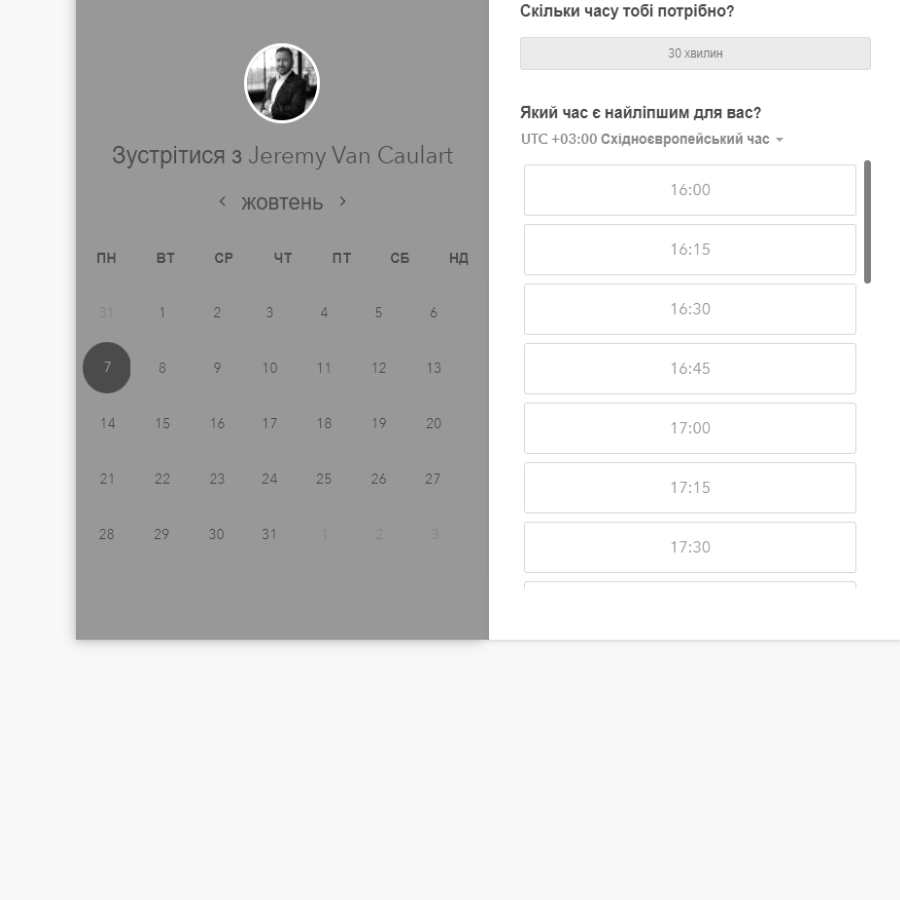 Зустрітися з Jeremy Van Caulart
жовтень
ПН ВТ СР ЧТ ПТ СБ НД
31 1 2 3 4 5 6
7 8 9 10 11 12 13
14 15 16 17 18 19 20
21 22 23 24 25 26 27
28 29 30 31 1 2 3
Скільки часу тобі потрібно?
30 хвилин
Який час є найліпшим для вас?
UTC +03:00 Східноєвропейський час
16:00
16:15
16:30
16:45
17:00
17:15
17:30